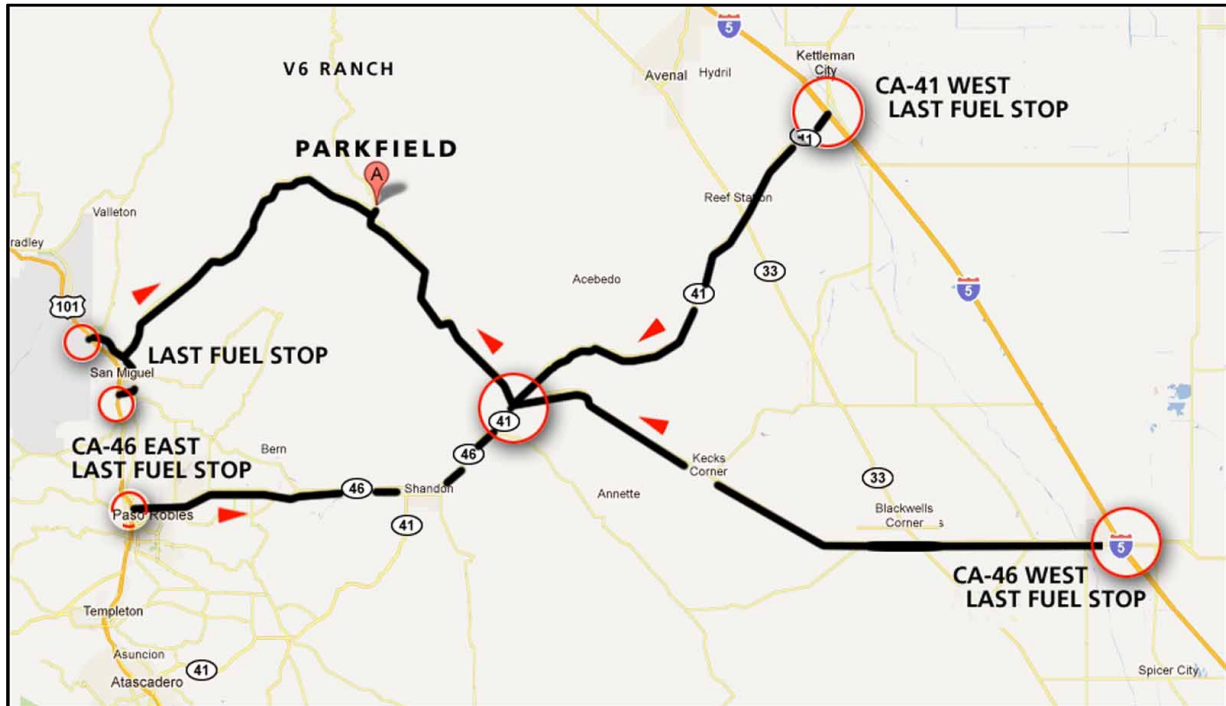 5
Kettleman
City
V6 RANCH
Avenal
Hydril
CA-41 WEST
LAST FUEL STOP
41
PARKFIELD
A
Reef Station
Valleton
radley
33
Acebedo
5
41
101
LAST FUEL STOP
San Miguel
41
CA-46 EAST
LAST FUEL STOP
Bern
46
Kecks
Corner
46
Shandon
Annette
33
Paso Robles
41
Blackwells
Corner
s
5
CA-46 WEST
LAST FUEL STOP
Templeton
Asuncion
41
Atascadero
Spicer City